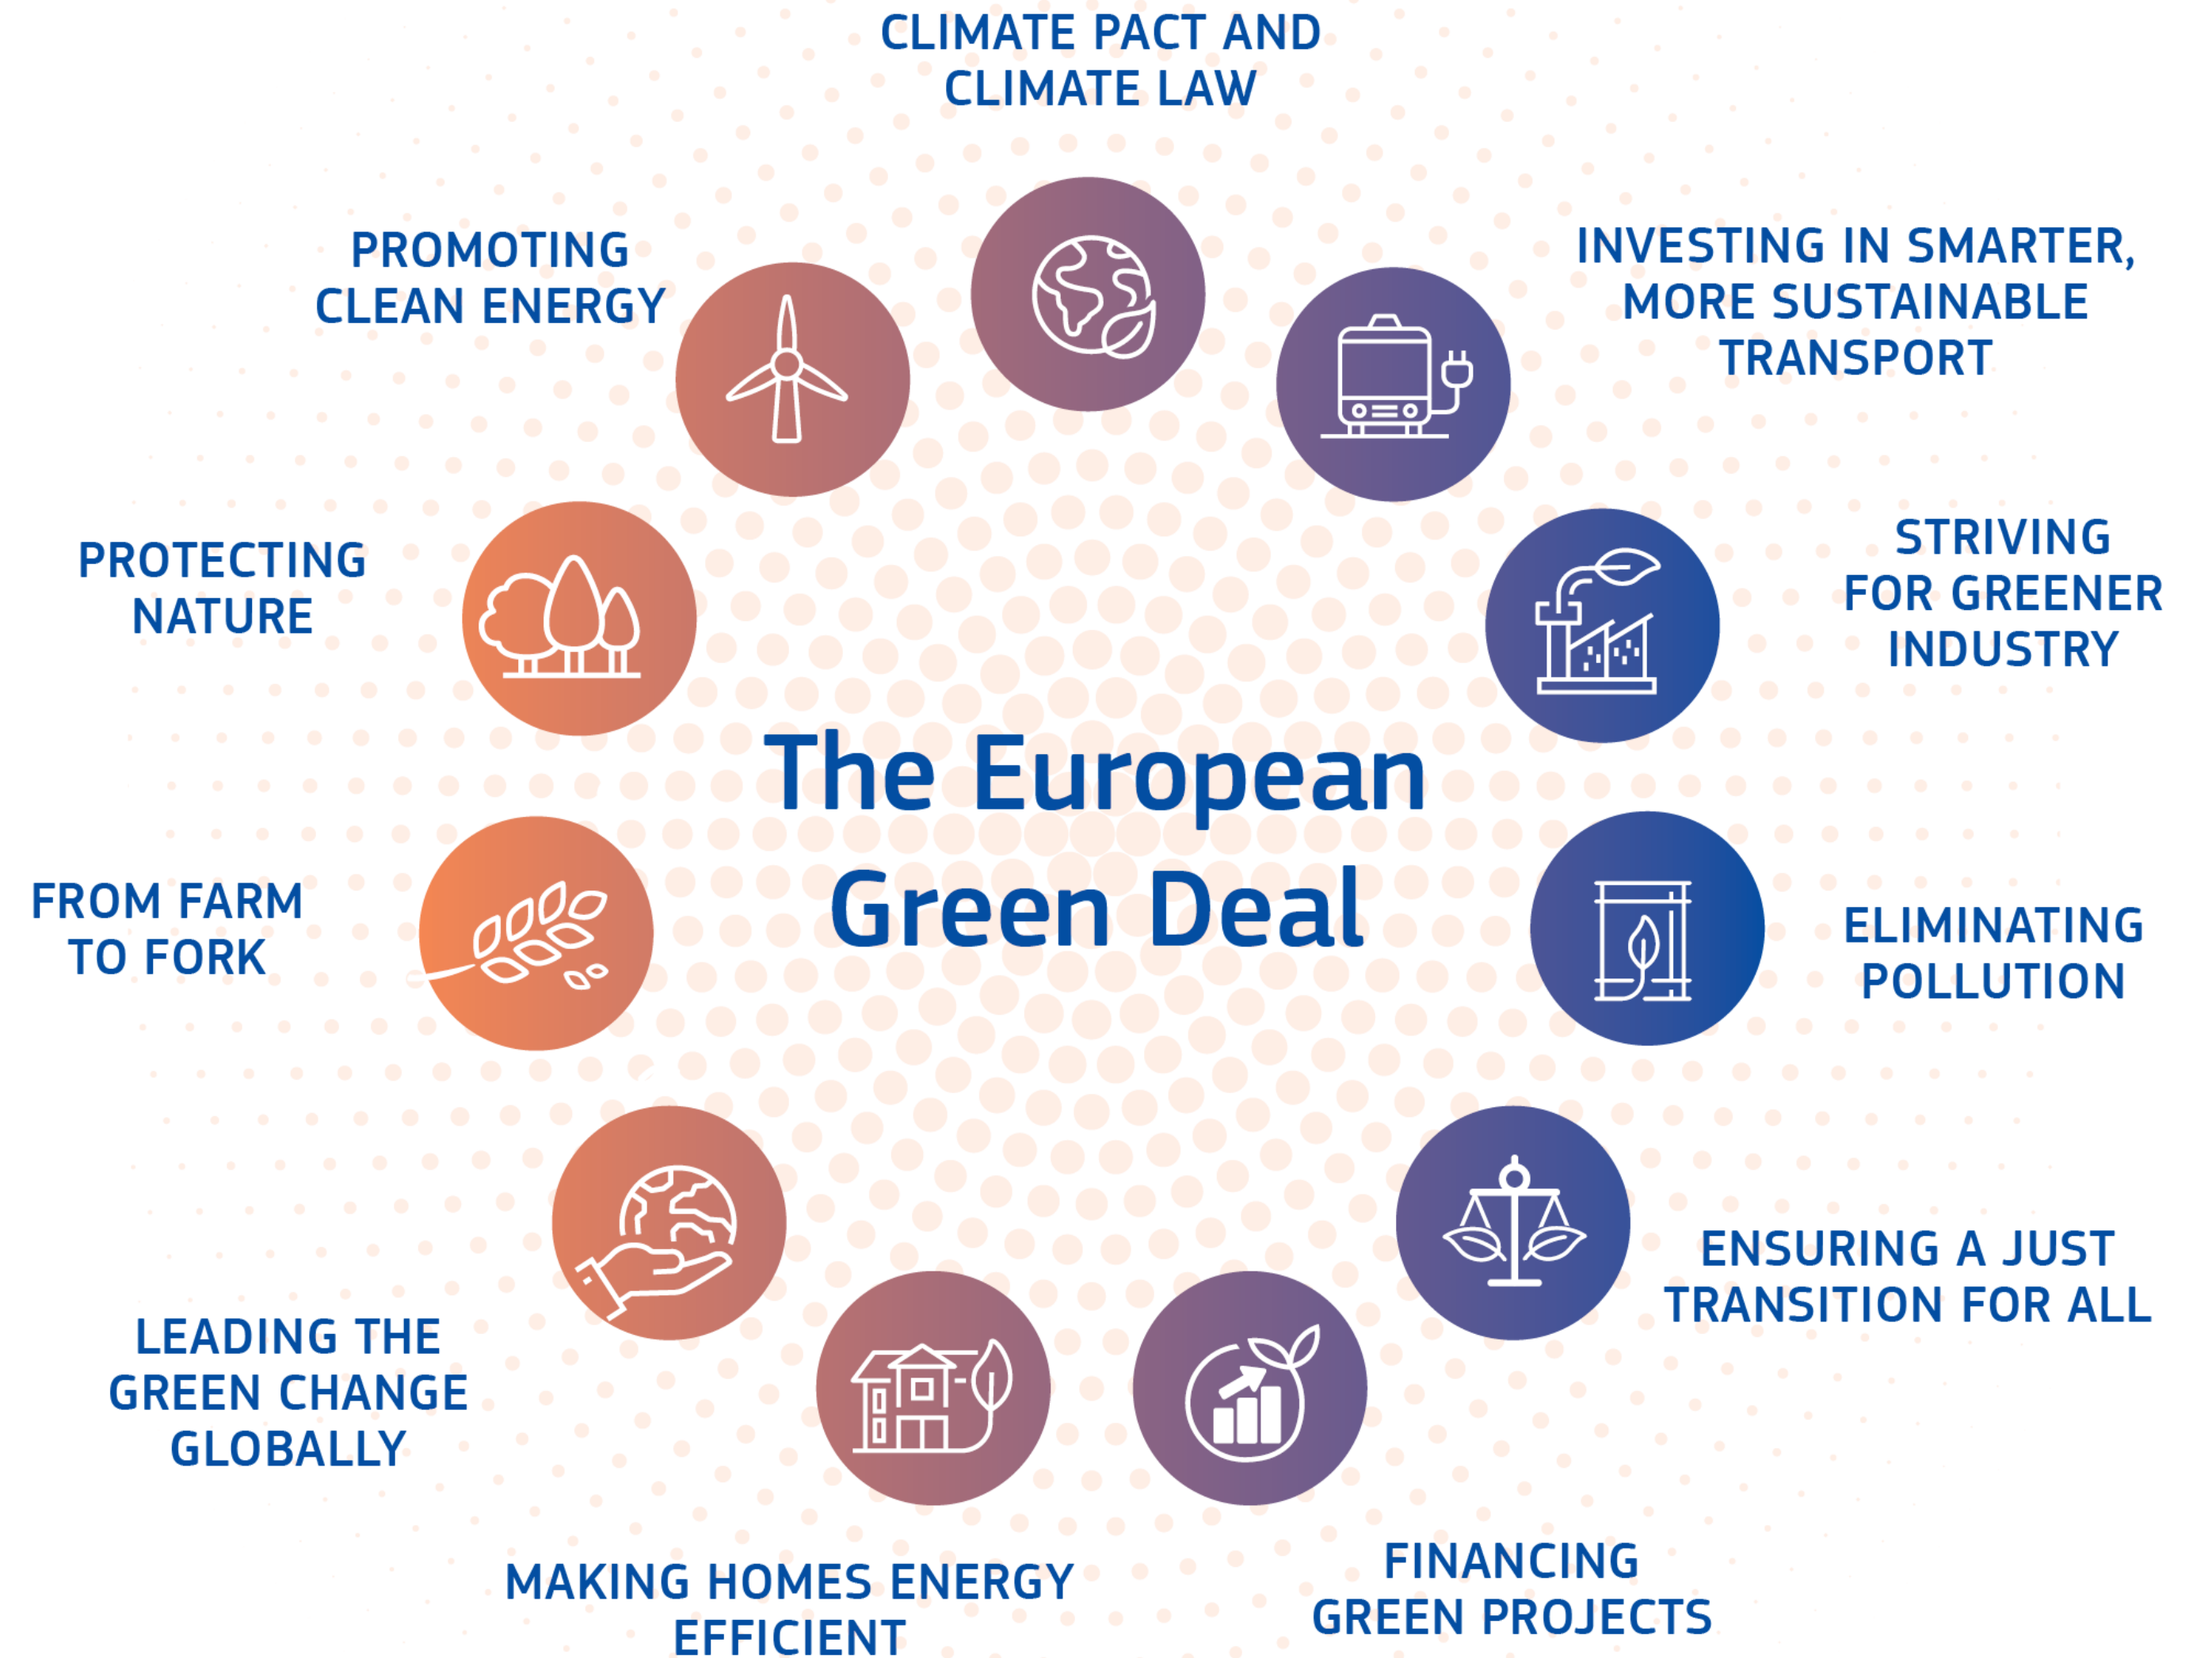 CLIMATE PACT AND
CLIMATE LAW
INVESTING IN SMARTER,
MORE SUSTAINABLE
TRANSPORT
STRIVING
FOR GREENER
INDUSTRY
ELIMINATING
POLLUTION
ENSURING A JUST
TRANSITION FOR ALL
FINANCING
GREEN PROJECTS
MAKING HOMES ENERGY
EFFICIENT
LEADING THE
GREEN CHANGE
GLOBALLY
FROM FARM
TO FORK
PROTECTING
NATURE
PROMOTING
CLEAN ENERGY
The European
Green Deal